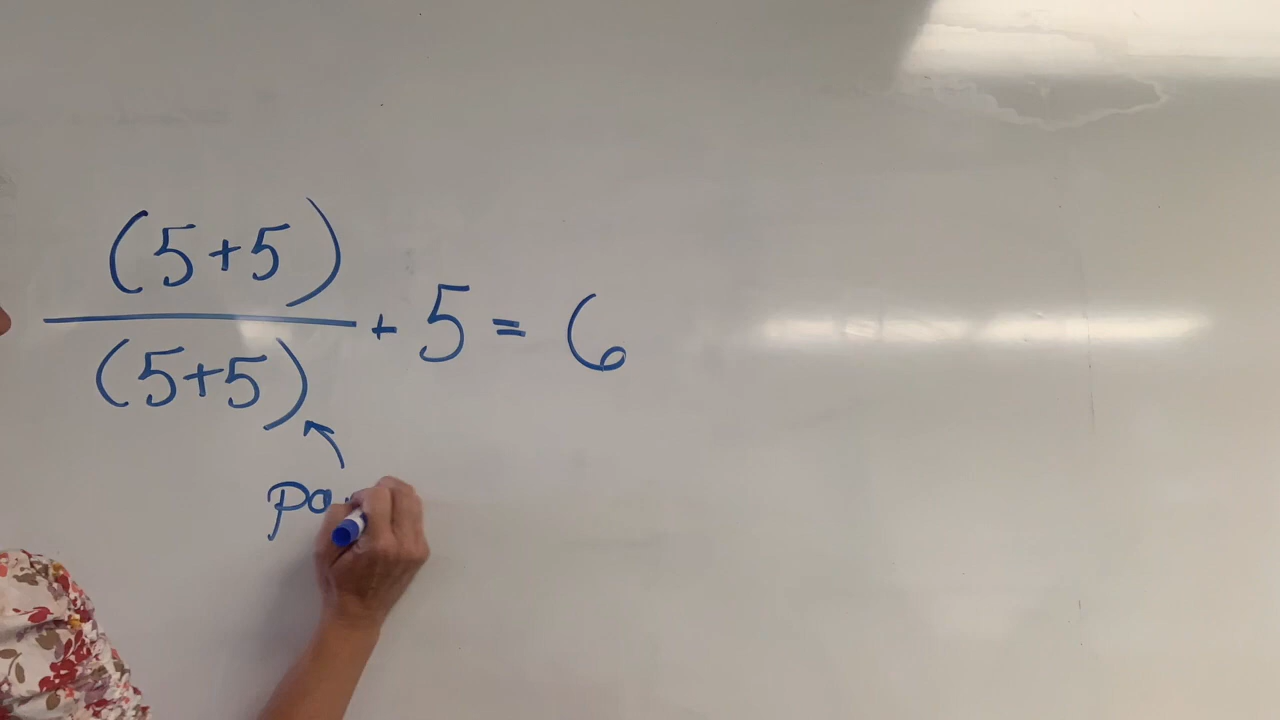 (5+5)
+ 5 = 6
(5+5)